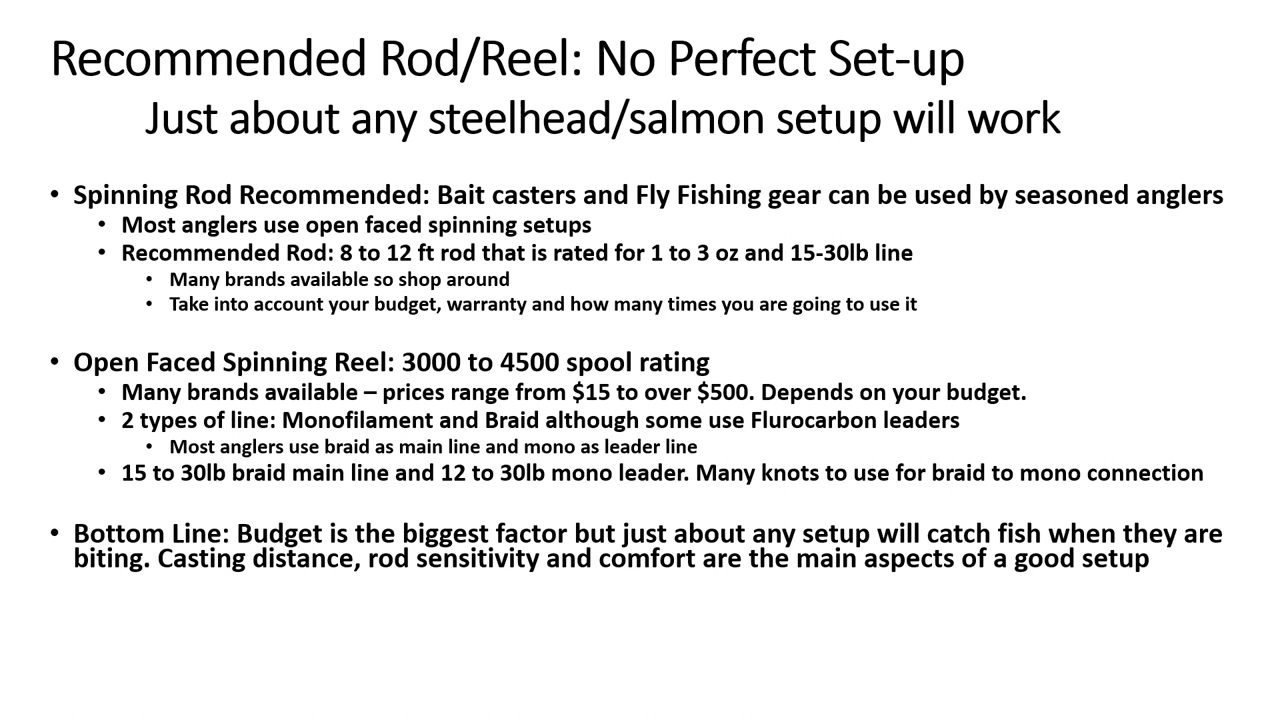 Recommended Rod/Reel: No Perfect Set-up
Just about any steelhead/salmon setup will work
• Spinning Rod Recommended: Bait casters and Fly Fishing gear can be used by seasoned anglers
• Most anglers use open faced spinning setups
• Recommended Rod: 8 to 12 ft rod that is rated for 1 to 3 oz and 15-30lb line
• Many brands available so shop around
• Take into account your budget, warranty and how many times you are going to use it
• Open Faced Spinning Reel: 3000 to 4500 spool rating
• Many brands available – prices range from $15 to over $500. Depends on your budget.
• 2 types of line: Monofilament and Braid although some use Flurocarbon leaders
• Most anglers use braid as main line and mono as leader line
• 15 to 30lb braid main line and 12 to 30lb mono leader. Many knots to use for braid to mono connection
• Bottom Line: Budget is the biggest factor but just about any setup will catch fish when they are
biting. Casting distance, rod sensitivity and comfort are the main aspects of a good setup